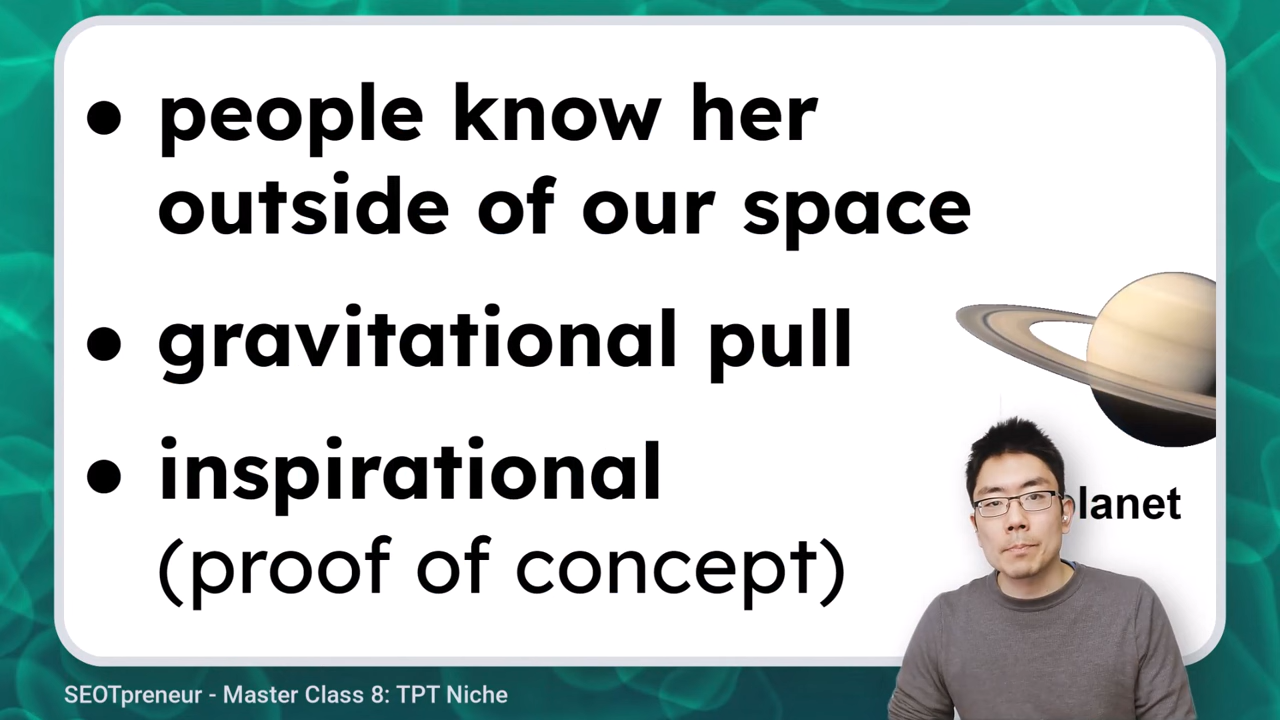 ● people know her
outside of our space
● gravitational pull
● inspirational
(proof of concept)
lanet
SEOTpreneur - Master Class 8: TPT Niche